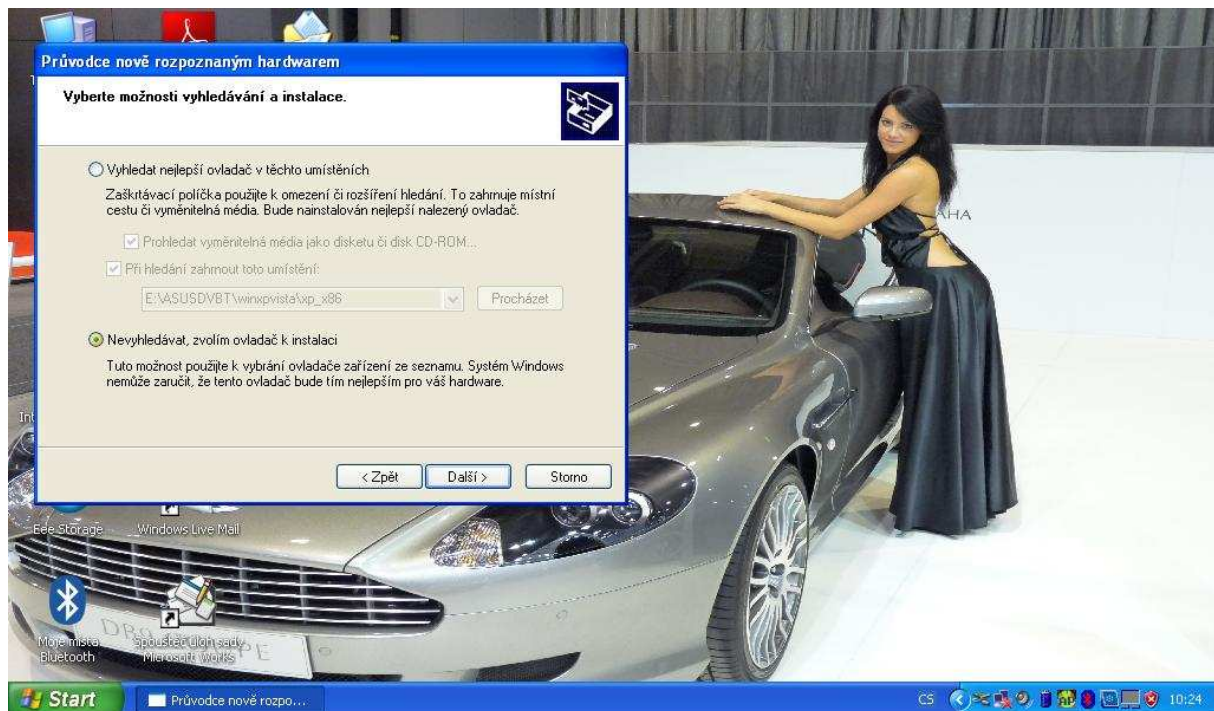 Průvodce nově rozpoznaným hardwarem
Vyberte možnosti vyhledávání a instalace.
Vyhledat nejlepší ovladač v těchto umístěních
Zaškrtávací políčka použijte k omezení či rozšíření hledání. To zahrnuje místní
cestu či vyměnitelná média. Bude nainstalován nejlepší nalezený ovladač.
Prohledat vyměnitelná média jako disketu či disk CD-ROM...
Při hledání zahrnout toto umístění:
E:\ASUSDVBT\winxpvista\xp_x86
Procházet
Nevyhledávat, zvolím ovladač k instalaci
Tuto možnost použijte k vybrání ovladače zařízení ze seznamu. Systém Windows
nemůže zaručit, že tento ovladač bude tím nejlepším pro váš hardware.
< Zpět
Další >
Storno
AHA
Int
Eee Storage
Windows Live Mail
Moje místa
Bluetooth
Spouštěč úloh sady
Microsoft Works
Start
Průvodce nově rozpo...
CS
10:24